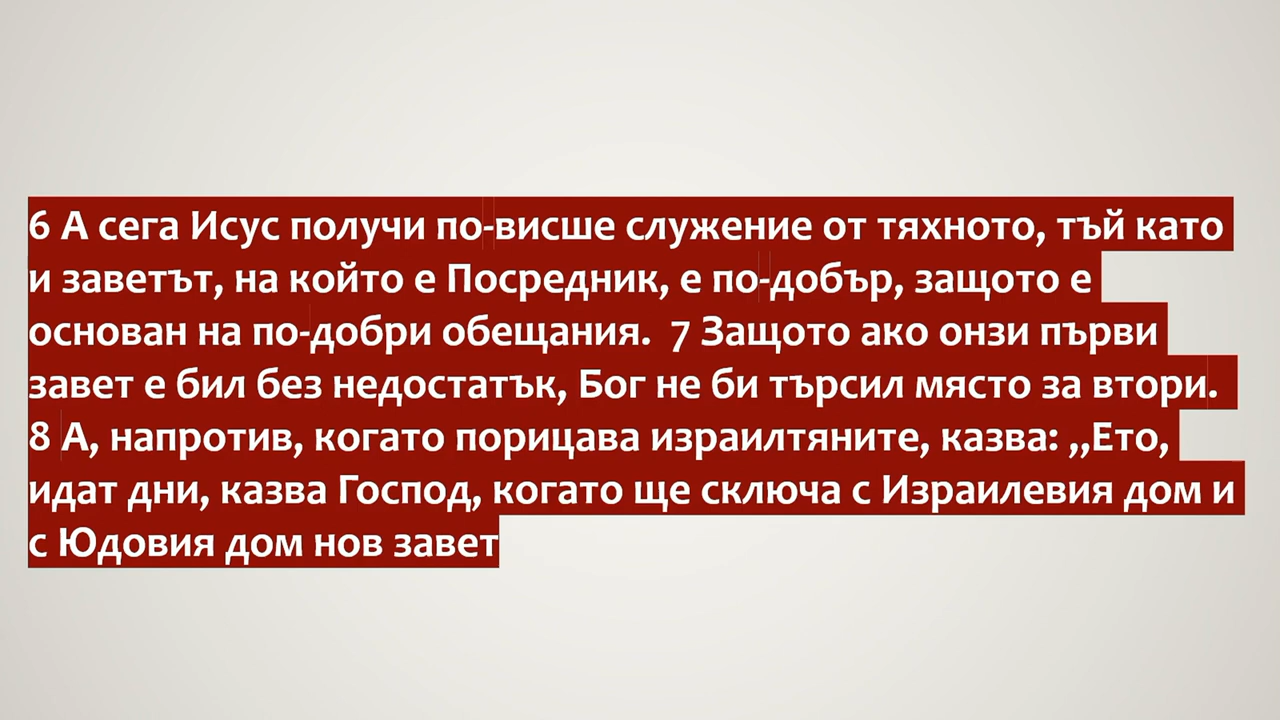 6 А сега Исус получи по-висше служение от тяхното, тъй като
и заветът, на който е Посредник, е по-добър, защото е
основан на по-добри обещания.  7 Защото ако онзи първи
завет е бил без недостатък, Бог не би търсил място за втори.
8 А, напротив, когато порицава израилтяните, казва: ,,Ето,
идат дни, казва Господ, когато ще сключа с Израилевия дом и
с Юдовия дом нов завет